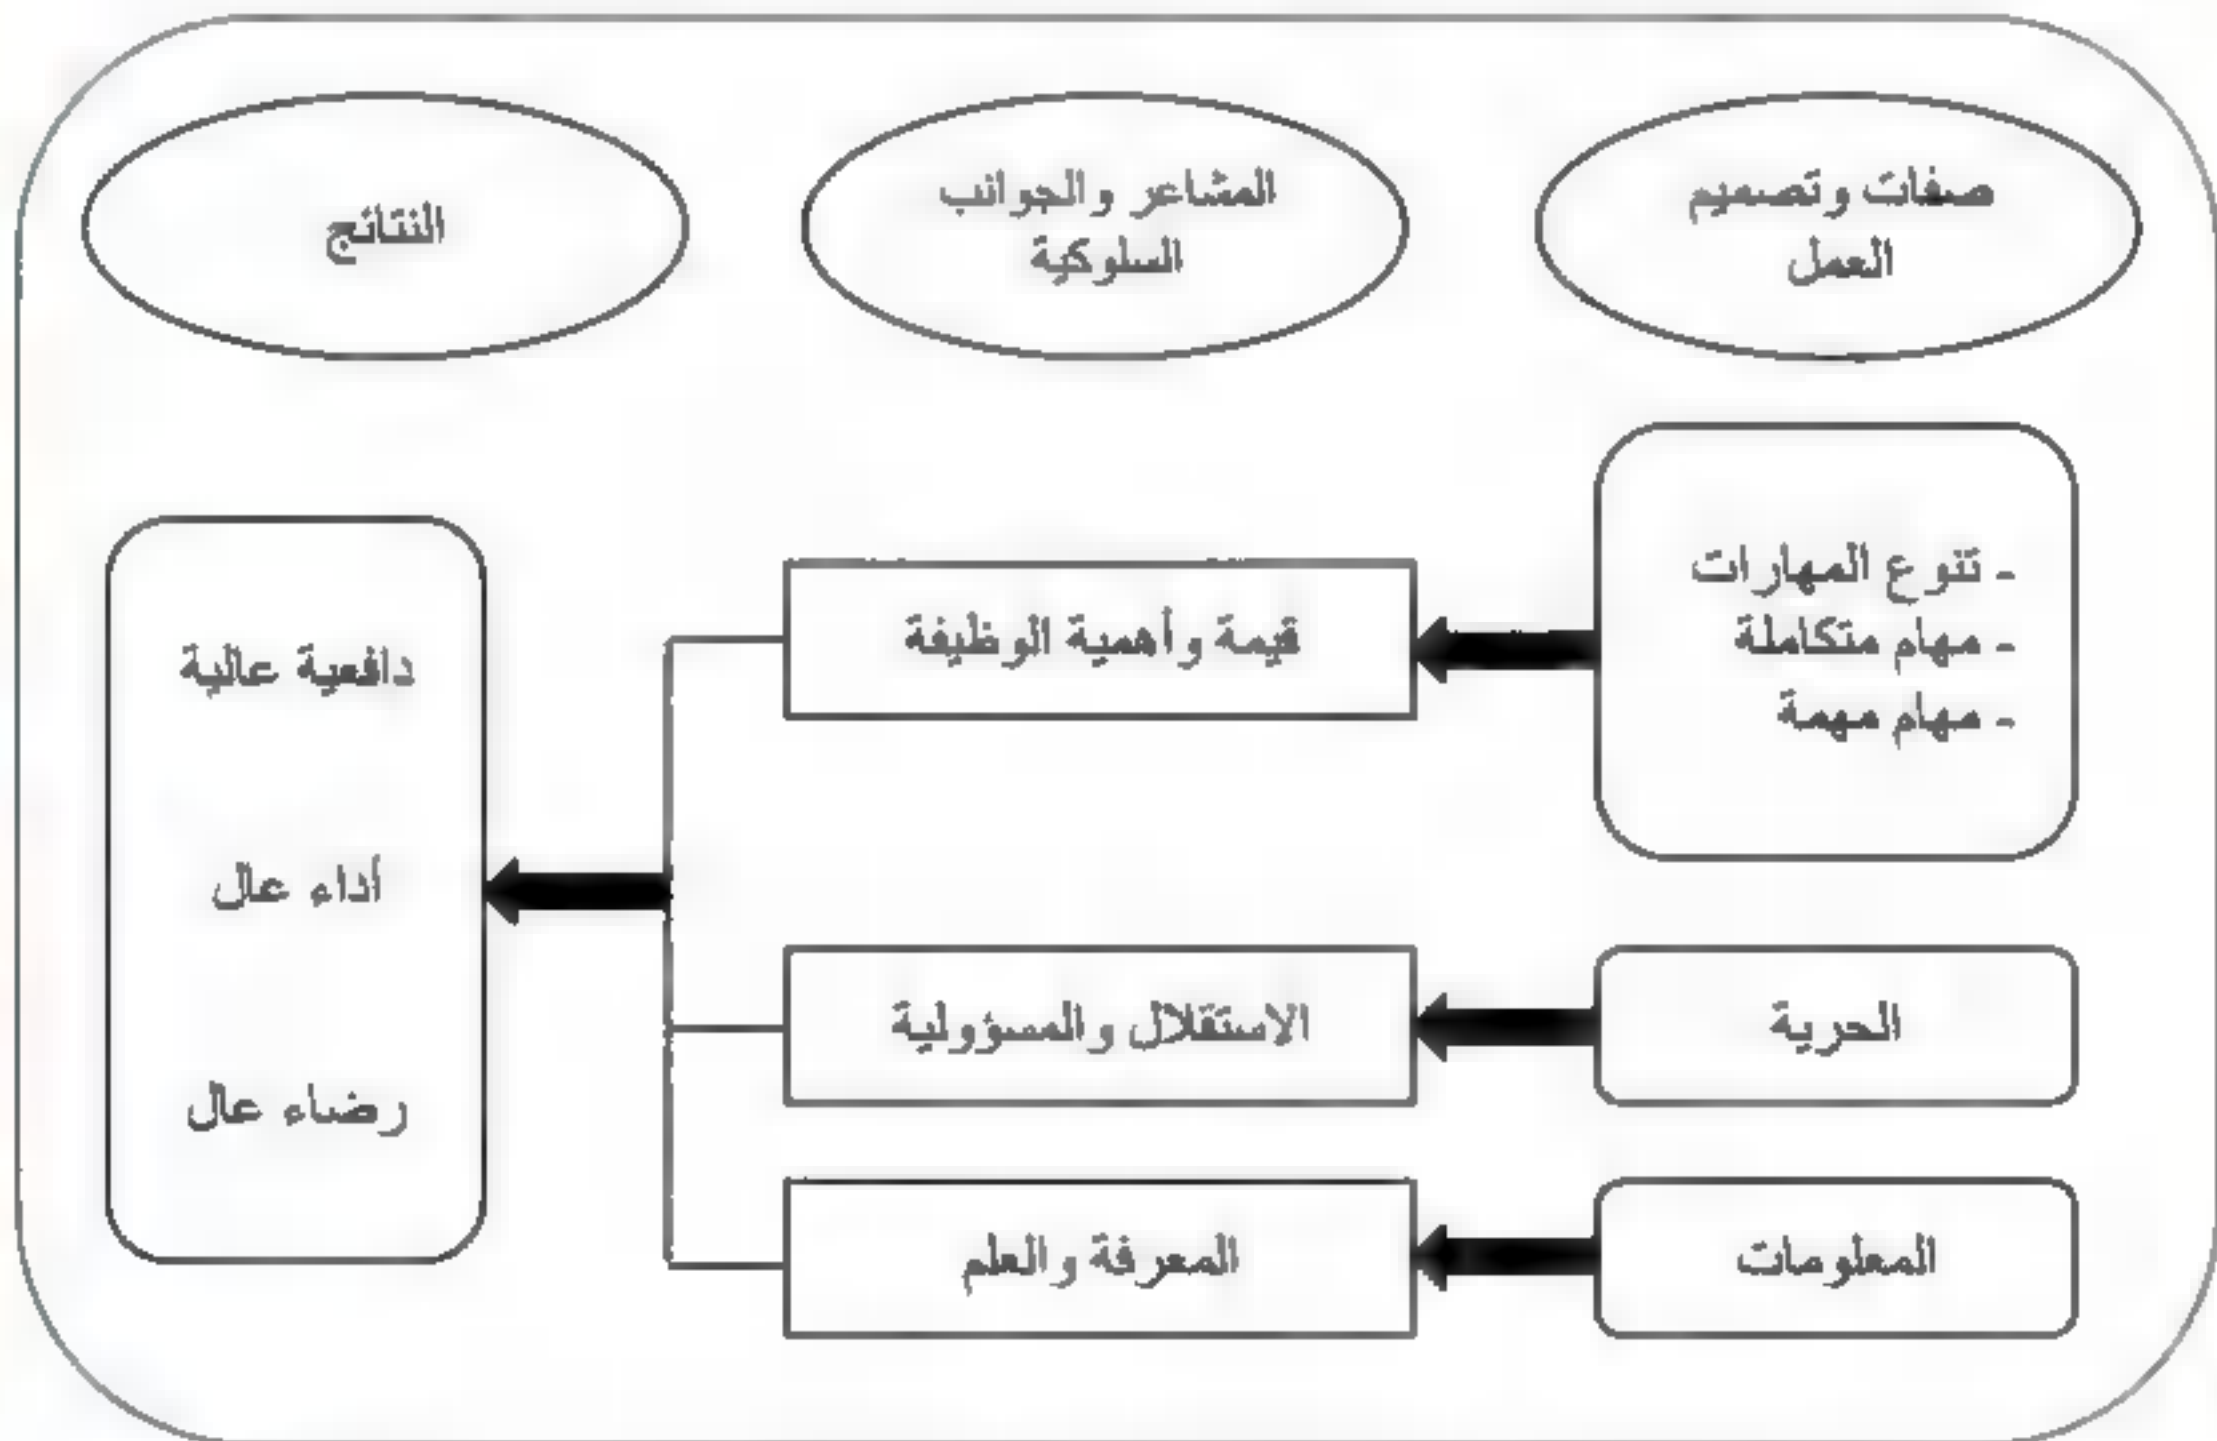 صفات وتصميم
العمل
المشاعر والجوانب
السلوكية
النتائج
- تنوع المهارات
- مهام متكاملة
- مهام مهمة
قيمة وأهمية الوظيفة
دافعية عالية
أداء عال
رضاء عال
الحرية
الاستقلال والمسؤولية
المعلومات
المعرفة والعلم